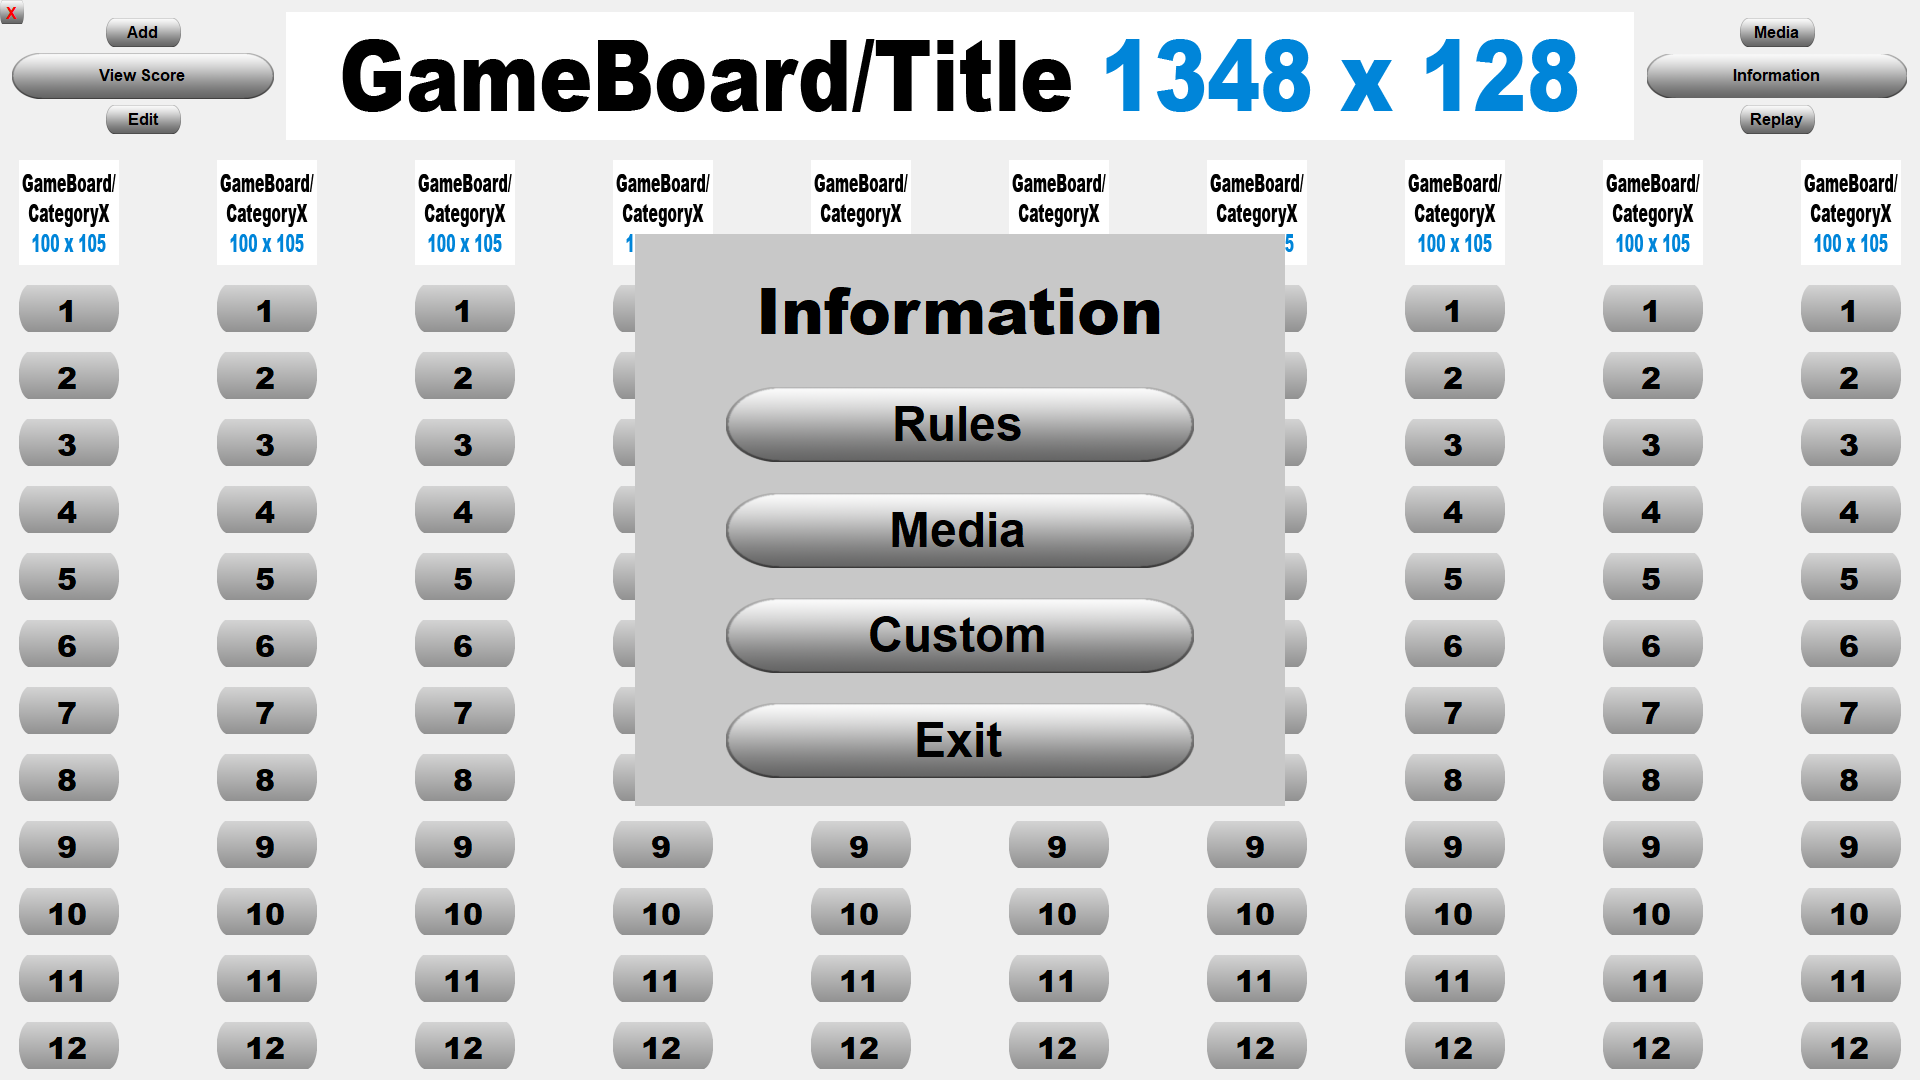 X
Add
View Score
Edit
GameBoard/Title 1348 x 128
Media
Information
Replay
GameBoard/ GameBoard/ GameBoard/ GameBoard/ GameBoard/ GameBoard/ GameBoard/ GameBoard/ GameBoard/ GameBoard/
CategoryX CategoryX CategoryX CategoryX CategoryX CategoryX CategoryX CategoryX CategoryX CategoryX
100 x 105 100 x 105 100 x 105 1 5 100 x 105 100 x 105 100 x 105
Information
Rules
Media
Custom
Exit
1 1 1 1 1 1
2 2 2 2 2 2
3 3 3 3 3 3
4 4 4 4 4 4
5 5 5 5 5 5
6 6 6 6 6 6
7 7 7 7 7 7
8 8 8 8 8 8
9 9 9 9 9 9 9 9 9 9
10 10 10 10 10 10 10 10 10 10
11 11 11 11 11 11 11 11 11 11
12 12 12 12 12 12 12 12 12 12